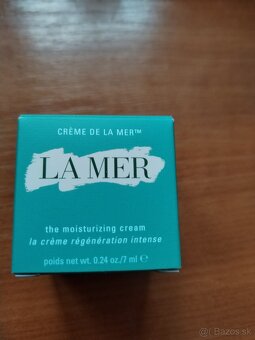 CRÈME DE LA MER™
LA MER
the moisturizing cream
la crème régénération intense
poids net wt. 0.24 oz./7 ml ℮
Bazos.sk